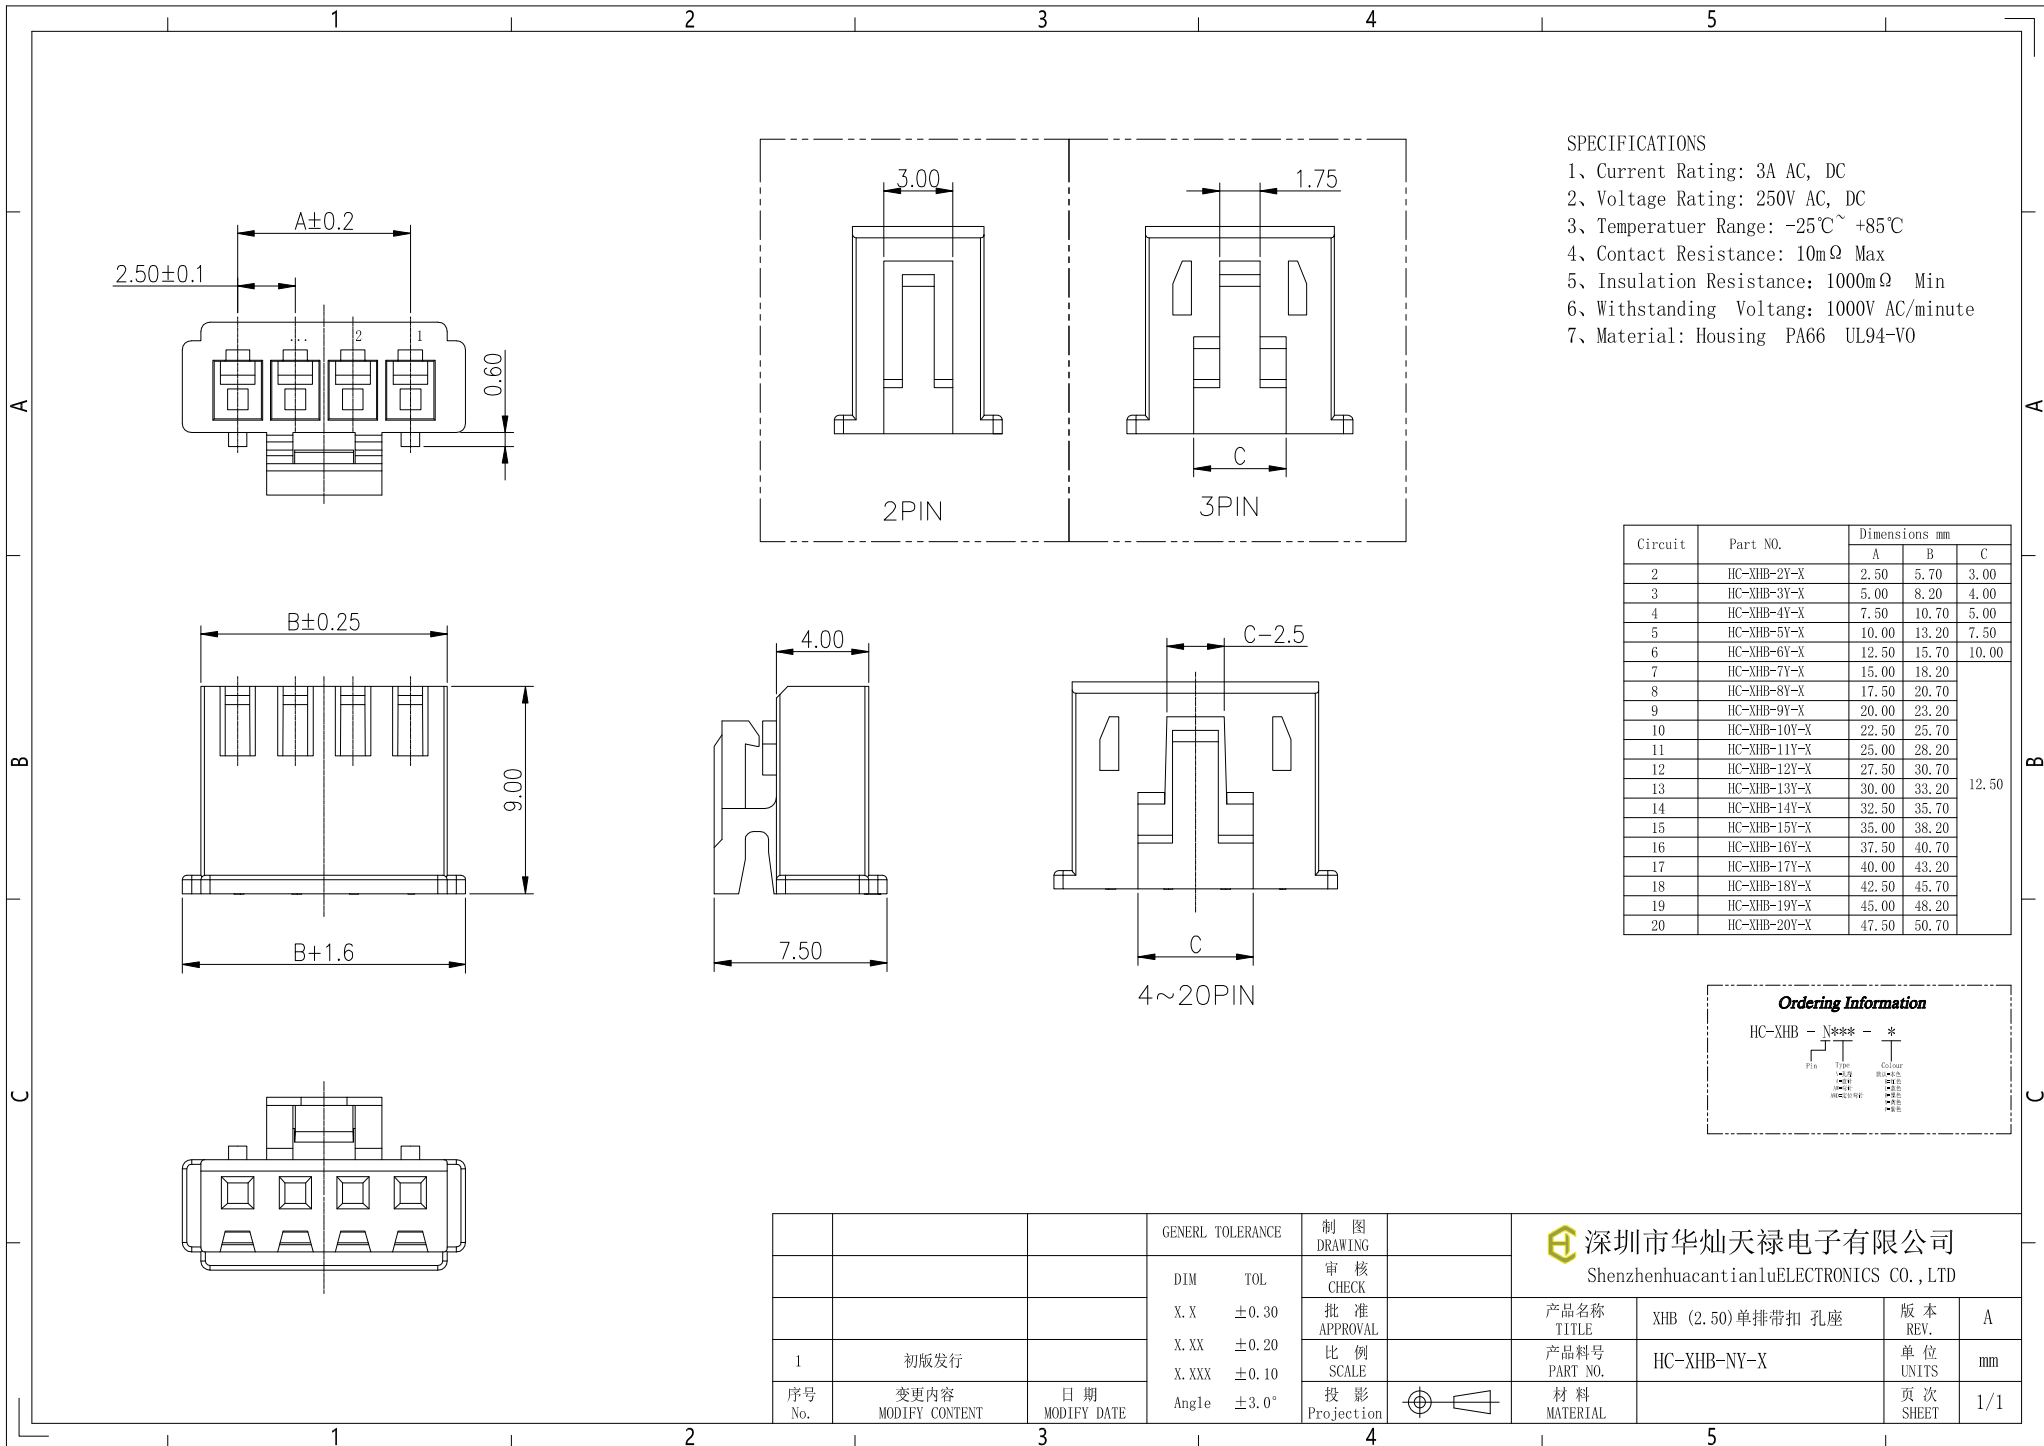 1 2 3 4 5
A
B
C
A
B
C
1 2 3 4 5
A±0.2
2.50±0.1
... 2 1
0.60
3.00
2PIN
1.75
C
3PIN
SPECIFICATIONS
1、Current Rating: 3A AC, DC
2、Voltage Rating: 250V AC, DC
3、Temperatuer Range: -25℃~ +85℃
4、Contact Resistance: 10mΩ Max
5、Insulation Resistance: 1000mΩ Min
6、Withstanding Voltang: 1000V AC/minute
7、Material: Housing PA66 UL94-VO
B±0.25
9.00
B+1.6
4.00
7.50
C-2.5
C
4~20PIN
Circuit Part NO. Dimensions mm
A B C
2 HC-XHB-2Y-X 2.50 5.70 3.00
3 HC-XHB-3Y-X 5.00 8.20 4.00
4 HC-XHB-4Y-X 7.50 10.70 5.00
5 HC-XHB-5Y-X 10.00 13.20 7.50
6 HC-XHB-6Y-X 12.50 15.70 10.00
7 HC-XHB-7Y-X 15.00 18.20
8 HC-XHB-8Y-X 17.50 20.70
9 HC-XHB-9Y-X 20.00 23.20
10 HC-XHB-10Y-X 22.50 25.70
11 HC-XHB-11Y-X 25.00 28.20
12 HC-XHB-12Y-X 27.50 30.70
13 HC-XHB-13Y-X 30.00 33.20 12.50
14 HC-XHB-14Y-X 32.50 35.70
15 HC-XHB-15Y-X 35.00 38.20
16 HC-XHB-16Y-X 37.50 40.70
17 HC-XHB-17Y-X 40.00 43.20
18 HC-XHB-18Y-X 42.50 45.70
19 HC-XHB-19Y-X 45.00 48.20
20 HC-XHB-20Y-X 47.50 50.70
Ordering Information
HC-XHB - N*** - *
Pin Type Colour
GENERL TOLERANCE
DIM TOL
X.X ±0.30
X.XX ±0.20
X.XXX ±0.10
Angle ±3.0°
制 图
DRAWING
审 核
CHECK
批 准
APPROVAL
比 例
SCALE
投 影
Projection
1 初版发行
序号 变更内容 日 期
No. MODIFY CONTENT MODIFY DATE
深圳市华灿天禄电子有限公司
ShenzhenhuacantianluELECTRONICS CO.,LTD
产品名称
TITLE
XHB (2.50)单排带扣 孔座
版 本
REV.
A
产品料号
PART NO.
HC-XHB-NY-X
单 位
UNITS
mm
材 料
MATERIAL
页 次
SHEET
1/1